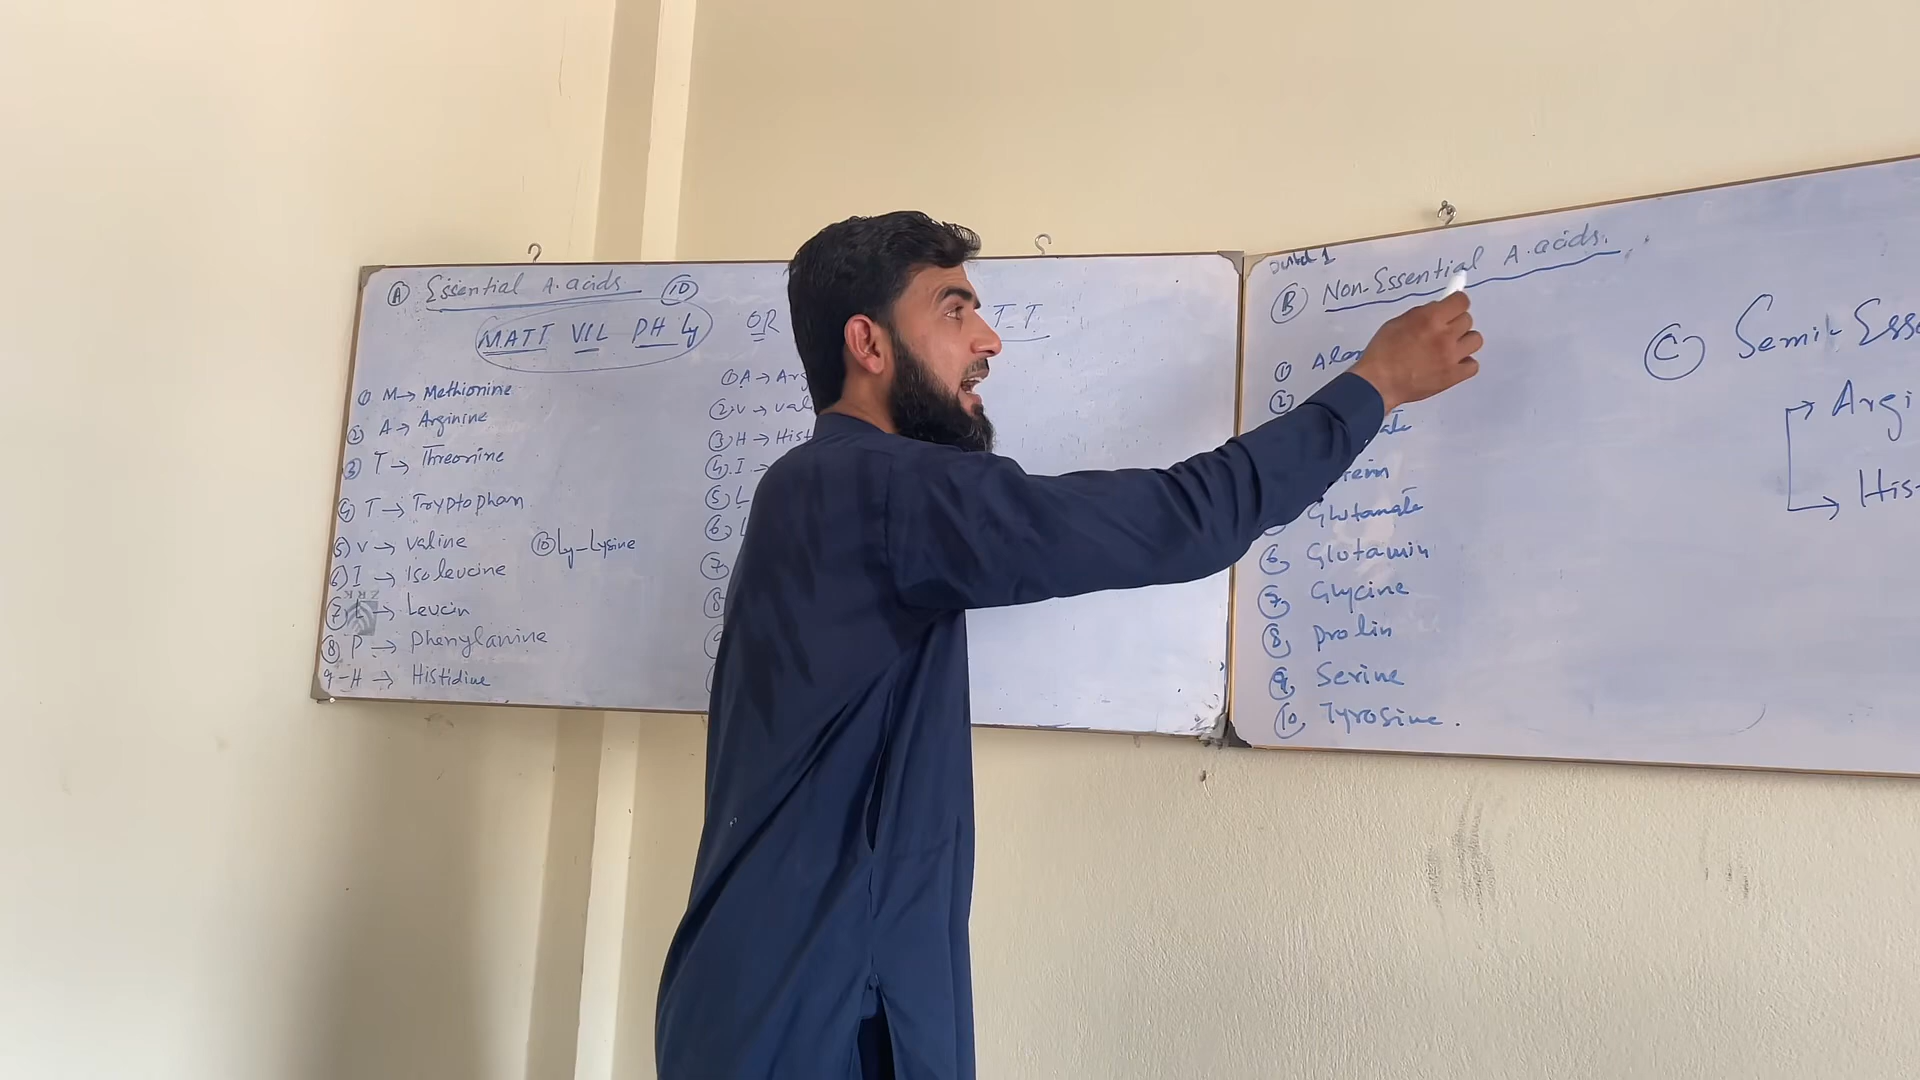 (A) Essential A.acids (10)
MATT VIL PH Ly OR
T.T.
(1) M → Methionine
(2) A → Arginine
(3) T → Threonine
(4) T → Tryptophan
(5) V → valine
(10) Ly - Lysine
(6) I → Isoleucine
(7) L → Leucin
(8) P → phenylanine
9 - H → Histidine
(1) A → Arg
(2) V → val
(3) H → Hist
(4) I →
(5) L
(6) L
(7)
(8)
(B) Non-Essential A.acids.
(1)
(2)
Glutamate
(6) Glutamin
(7) Glycine
(8) prolin
(9) Serine
(10) Tyrosine.
(C) Semi-Esse
→ Argi
→ His